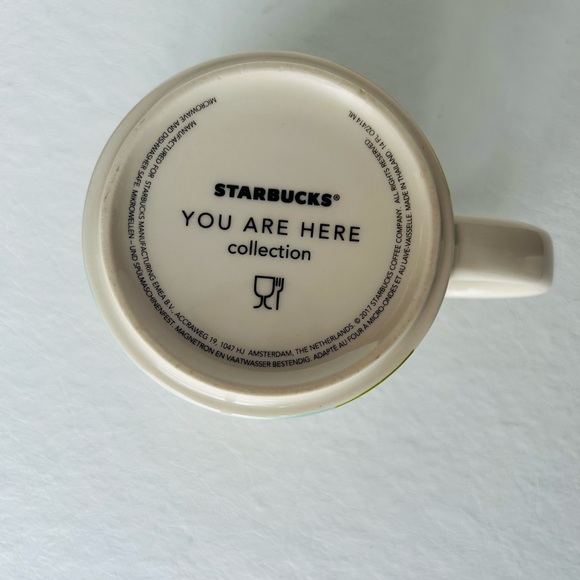 STARBUCKS®
YOU ARE HERE
collection
MANUFACTURED FOR STARBUCKS MANUFACTURING EMEA B.V., ACCRAWEG 19, 1047 HJ AMSTERDAM, THE NETHERLANDS. © 2017 STARBUCKS COFFEE COMPANY. ALL RIGHTS RESERVED
MICROWAVE AND DISHWASHER SAFE. MIKROWELLEN – UND SPÜLMASCHINENFEST. MAGNETRON EN VAATWASSER BESTENDIG. ADAPTÉ AU FOUR À MICRO-ONDES ET AU LAVE-VAISSELLE. MADE IN THAILAND 14 FL OZ/414 ML